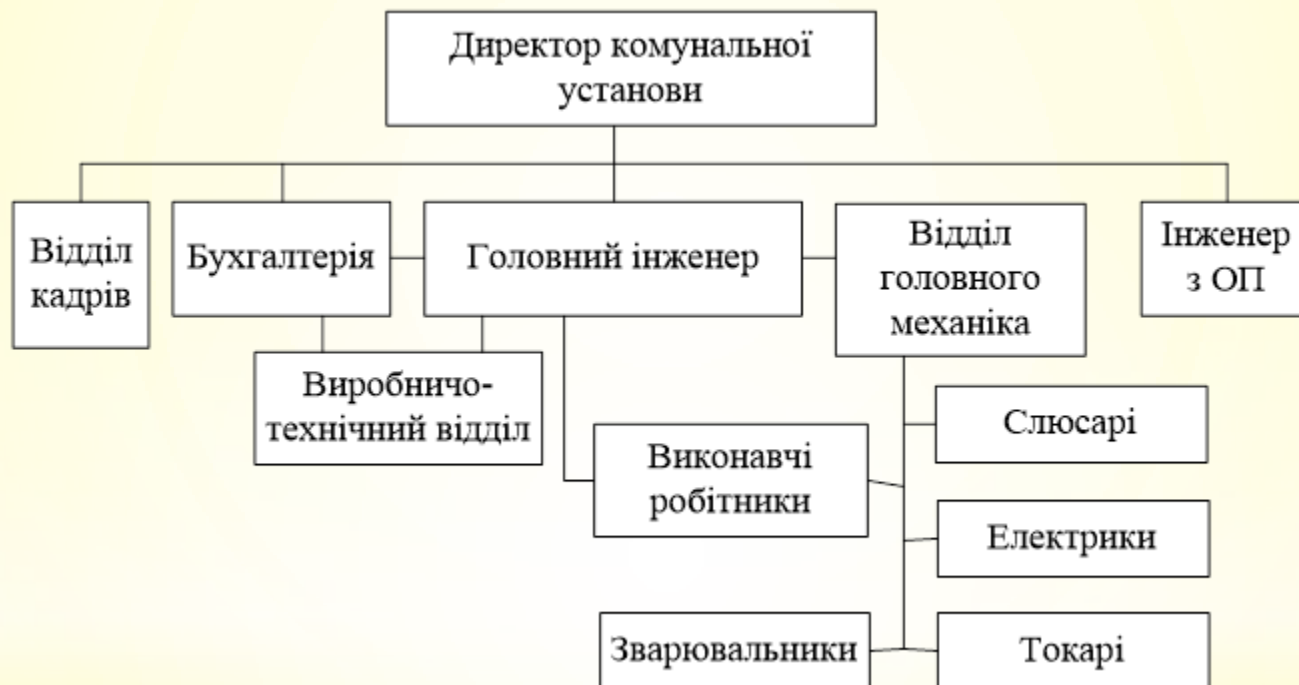 Директор комунальної
установи
Відділ
кадрів
Бухгалтерія
Головний інженер
Відділ
головного
механіка
Інженер
з ОП
Виробничо-
технічний відділ
Виконавчі
робітники
Слюсарі
Електрики
Зварювальники
Токарі